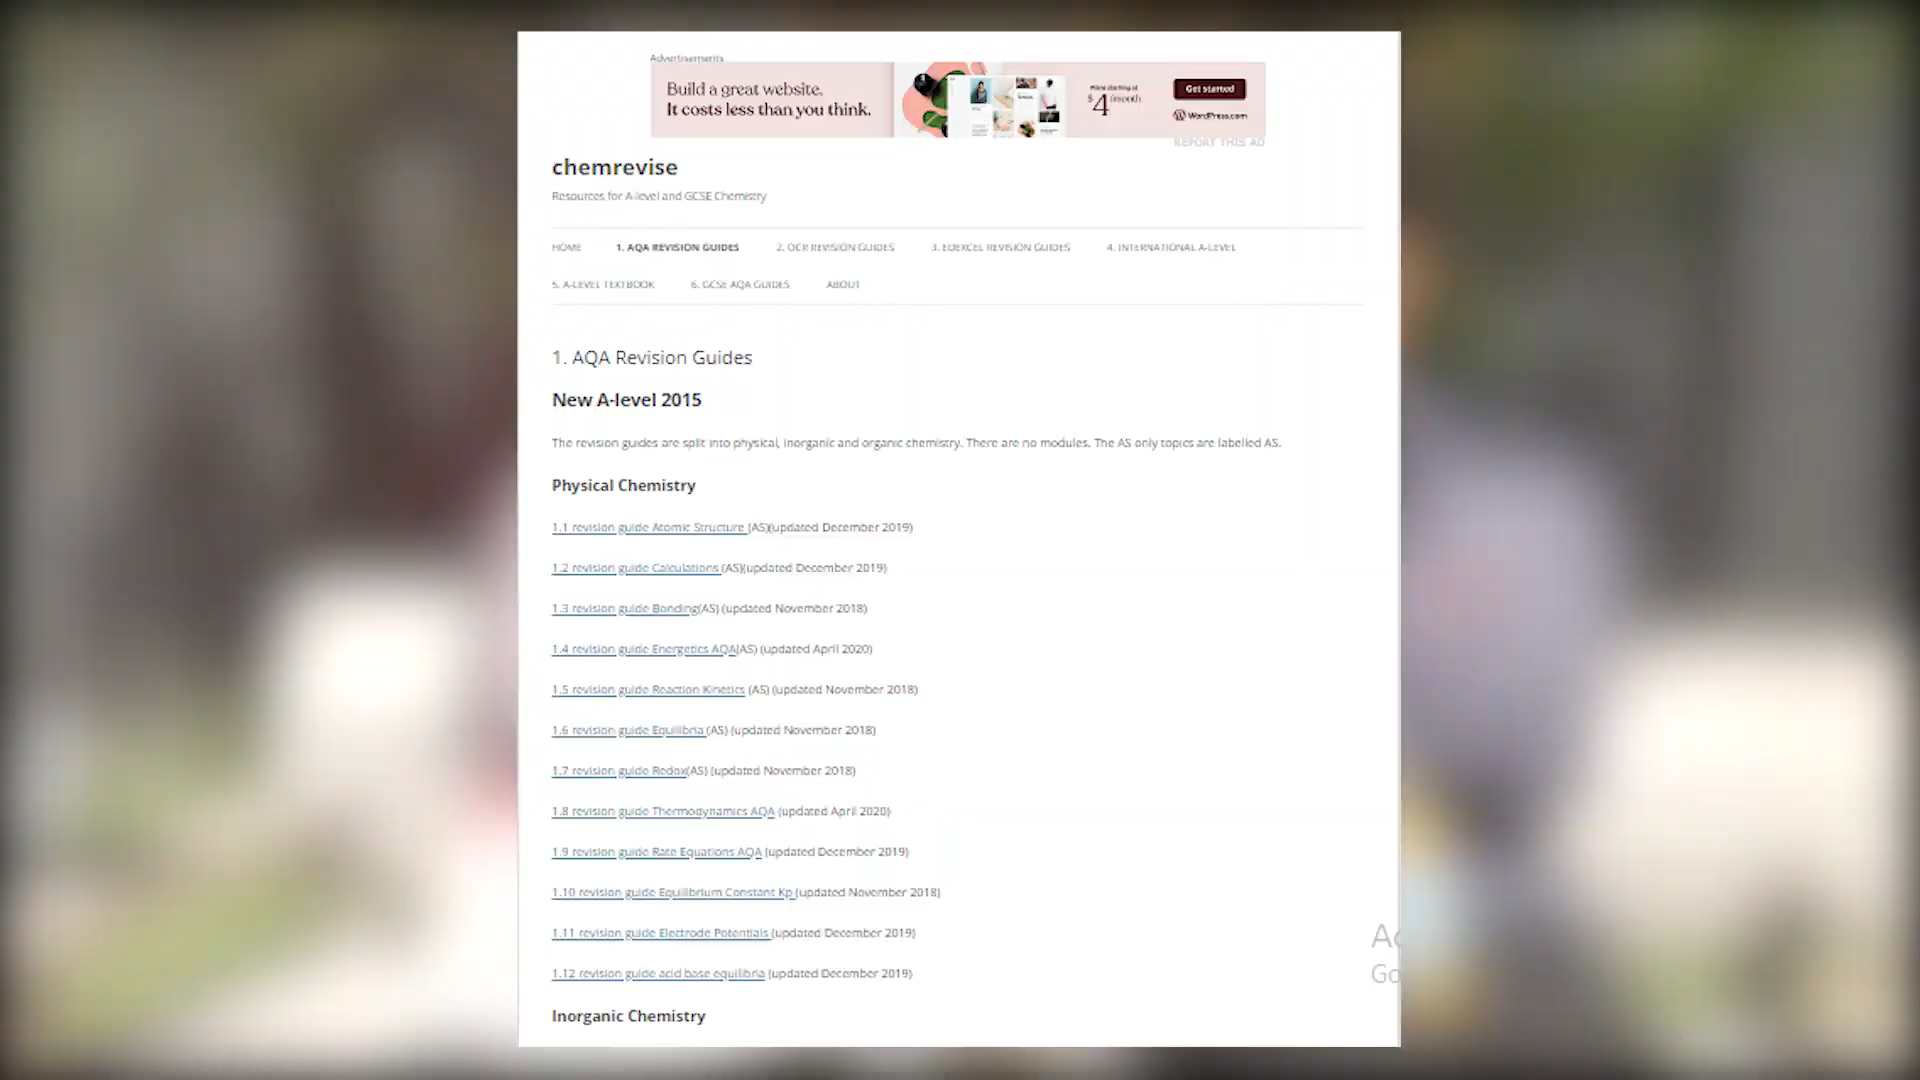 Advertisements
Build a great website.
It costs less than you think.
Plans starting at
$4/month
Get started
WordPress.com
REPORT THIS AD
chemrevise
Resources for A-level and GCSE Chemistry
HOME 1. AQA REVISION GUIDES 2. OCR REVISION GUIDES 3. EDEXCEL REVISION GUIDES 4. INTERNATIONAL A-LEVEL
5. A-LEVEL TEXTBOOK 6. GCSE AQA GUIDES ABOUT
1. AQA Revision Guides
New A-level 2015
The revision guides are split into physical, inorganic and organic chemistry. There are no modules. The AS only topics are labelled AS.
Physical Chemistry
1.1 revision guide Atomic Structure (AS)(updated December 2019)
1.2 revision guide Calculations (AS)(updated December 2019)
1.3 revision guide Bonding(AS) (updated November 2018)
1.4 revision guide Energetics AQA(AS) (updated April 2020)
1.5 revision guide Reaction Kinetics (AS) (updated November 2018)
1.6 revision guide Equilibria (AS) (updated November 2018)
1.7 revision guide Redox(AS) (updated November 2018)
1.8 revision guide Thermodynamics AQA (updated April 2020)
1.9 revision guide Rate Equations AQA (updated December 2019)
1.10 revision guide Equilibrium Constant Kp (updated November 2018)
1.11 revision guide Electrode Potentials (updated December 2019)
1.12 revision guide acid base equilibria (updated December 2019)
Ac
Go
Inorganic Chemistry